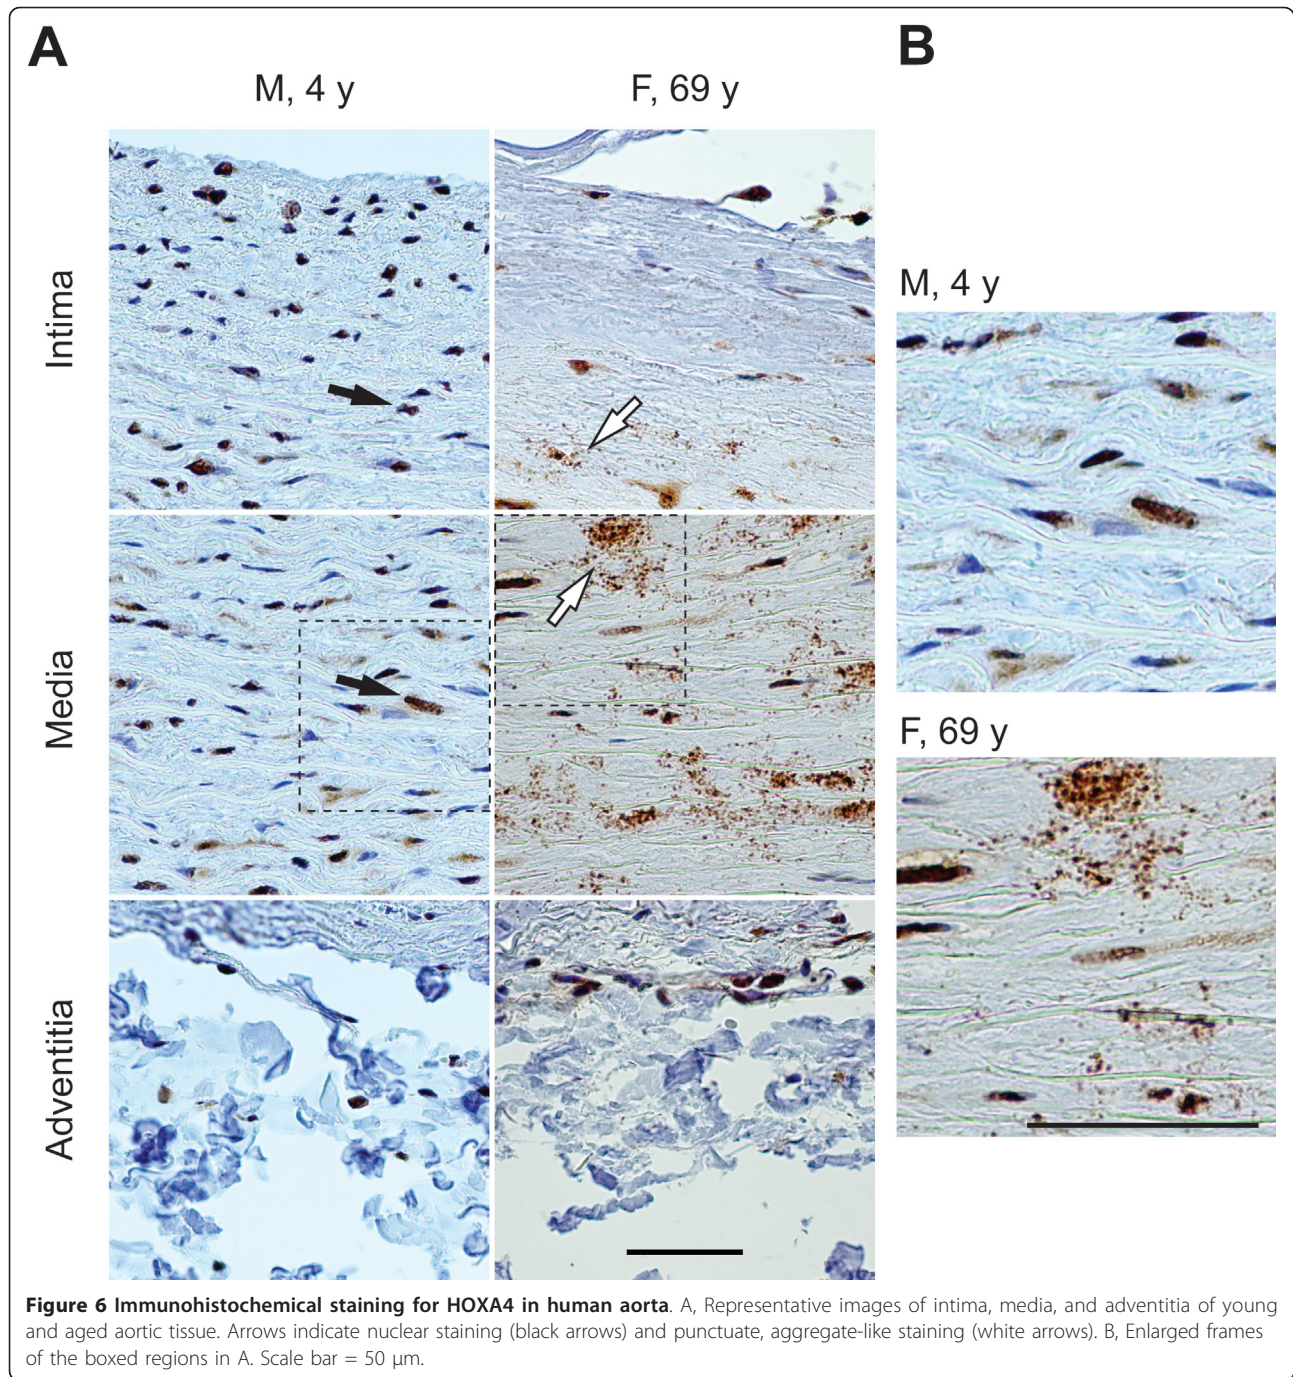 A
B
M, 4 y
F, 69 y
Intima
M, 4 y
Media
F, 69 y
Adventitia
Figure 6 Immunohistochemical staining for HOXA4 in human aorta. A, Representative images of intima, media, and adventitia of young
and aged aortic tissue. Arrows indicate nuclear staining (black arrows) and punctuate, aggregate-like staining (white arrows). B, Enlarged frames
of the boxed regions in A. Scale bar = 50 μm.